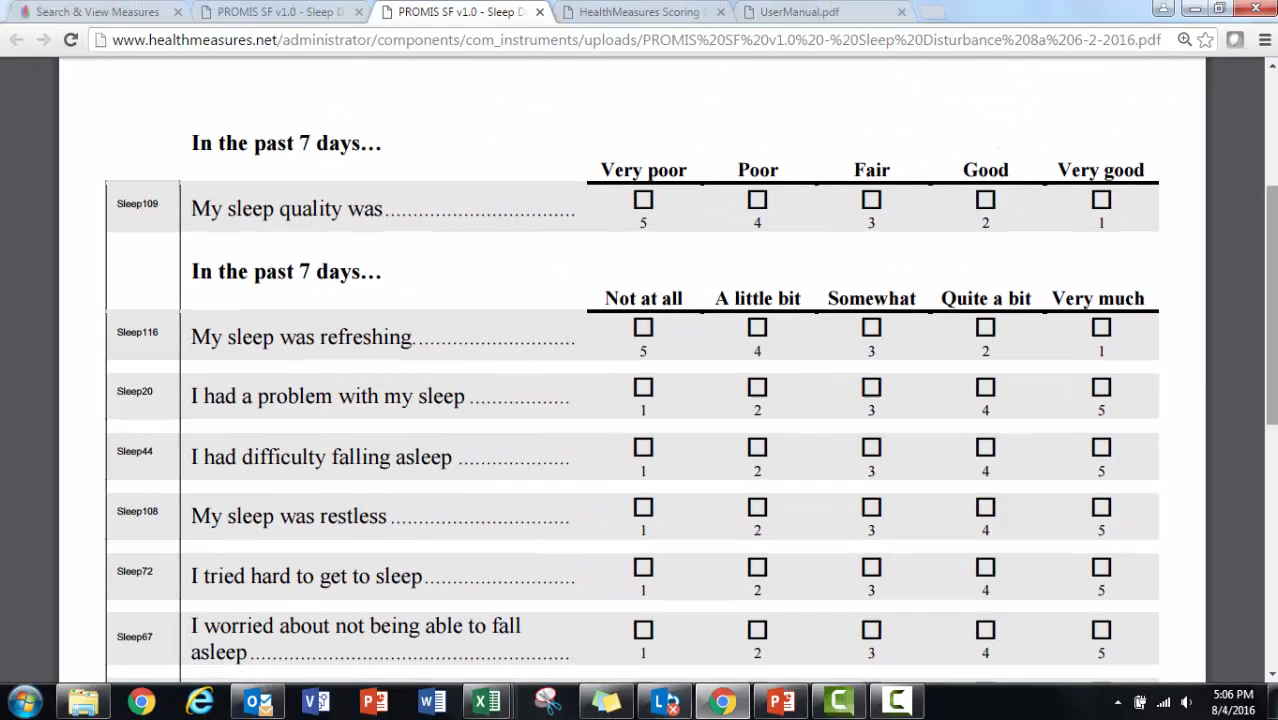 Search & View Measures
PROMIS SF v1.0 - Sleep D
PROMIS SF v1.0 - Sleep D
HealthMeasures Scoring S
UserManual.pdf
www.healthmeasures.net/administrator/components/com_instruments/uploads/PROMIS%20SF%20v1.0%20-%20Sleep%20Disturbance%208a%206-2-2016.pdf
In the past 7 days…
Very poor Poor Fair Good Very good
Sleep109 My sleep quality was...................................
5 4 3 2 1
In the past 7 days…
Not at all A little bit Somewhat Quite a bit Very much
Sleep116 My sleep was refreshing..............................
5 4 3 2 1
Sleep20 I had a problem with my sleep ..................
1 2 3 4 5
Sleep44 I had difficulty falling asleep ....................
1 2 3 4 5
Sleep108 My sleep was restless ................................
1 2 3 4 5
Sleep72 I tried hard to get to sleep...........................
1 2 3 4 5
I worried about not being able to fall
Sleep67 asleep.......................................................
1 2 3 4 5
5:06 PM
8/4/2016